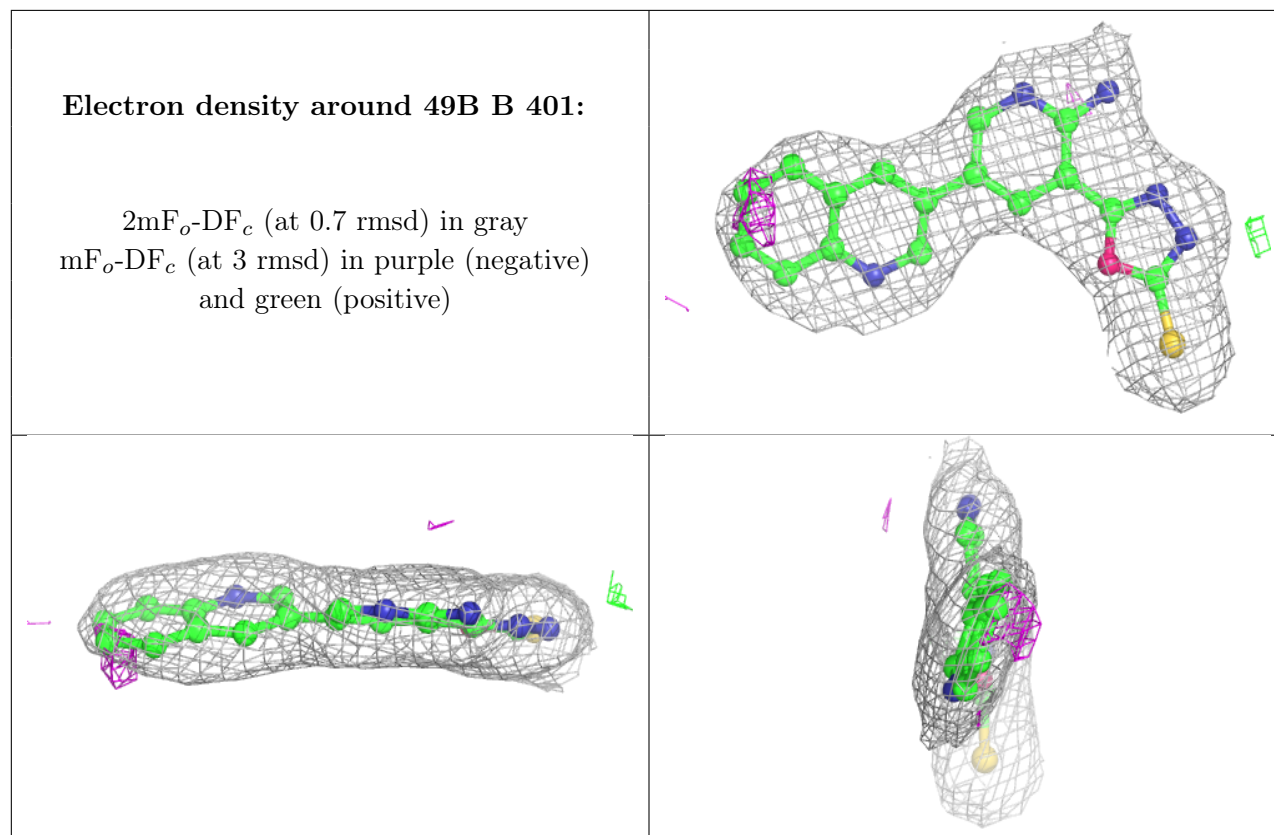 Electron density around 49B B 401:
2mFo-DFc (at 0.7 rmsd) in gray
mFo-DFc (at 3 rmsd) in purple (negative)
and green (positive)